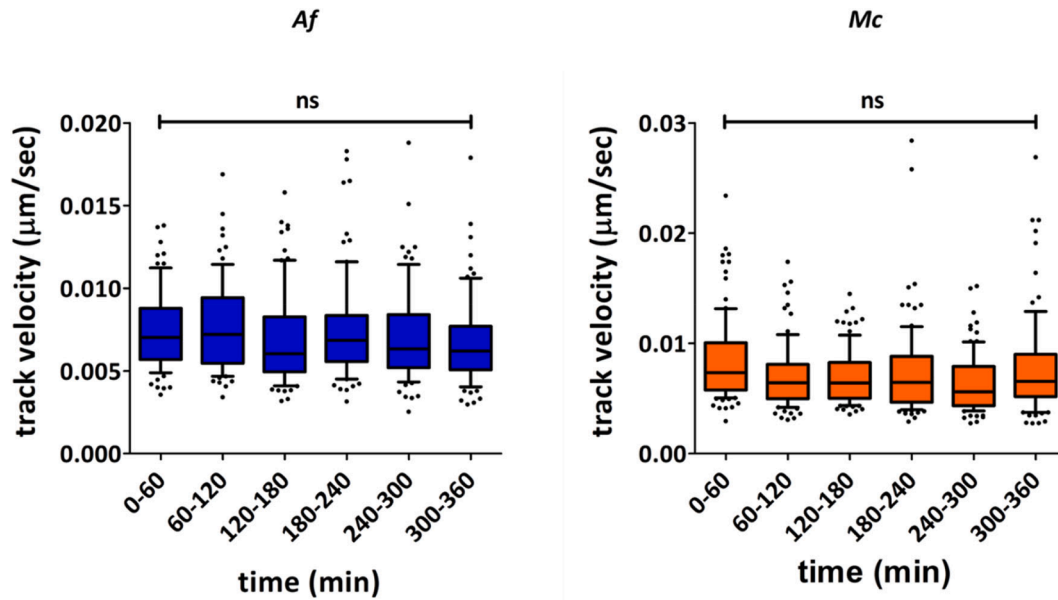 Af
ns
track velocity (μm/sec)
0.020
0.015
0.010
0.005
0.000
0-60
60-120
120-180
180-240
240-300
300-360
time (min)
Mc
ns
track velocity (μm/sec)
0.03
0.02
0.01
0.00
0-60
60-120
120-180
180-240
240-300
300-360
time (min)